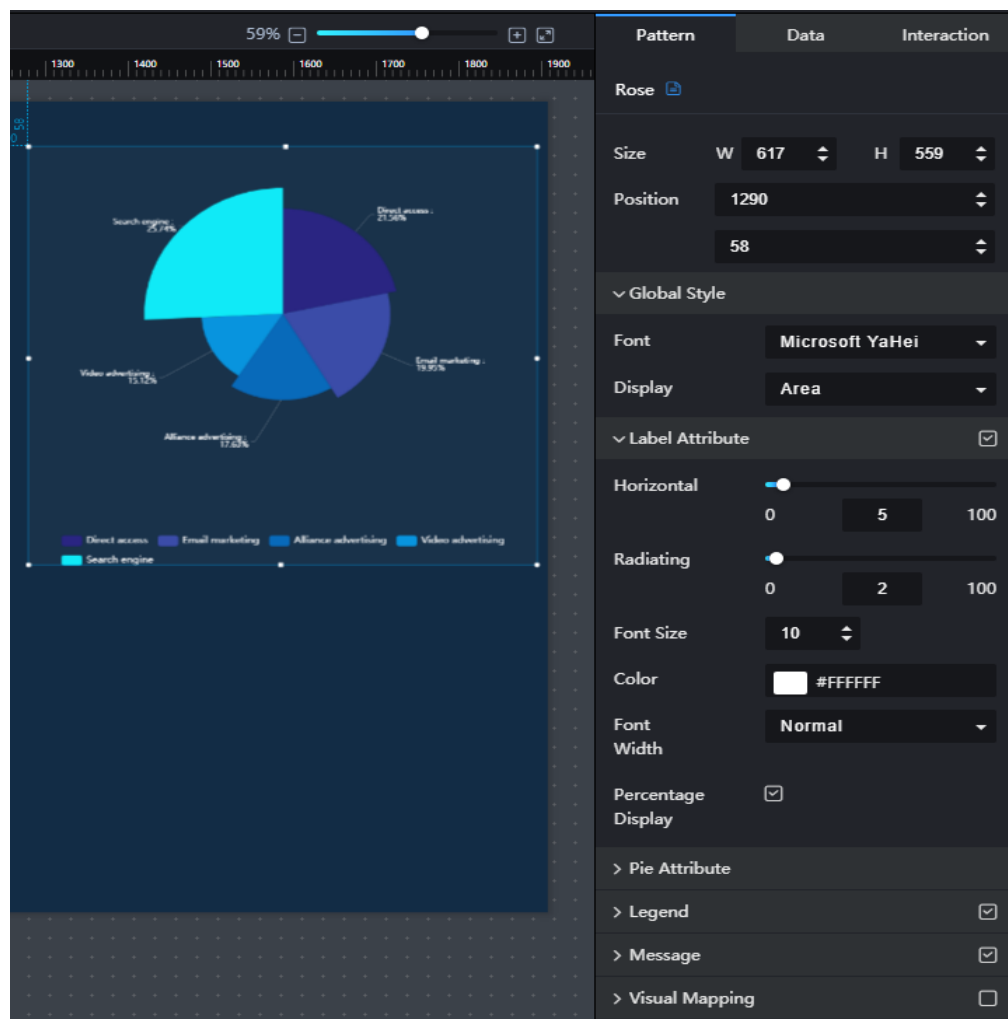 59%
1300 1400 1500 1600 1700 1800 1900
0 58
Search engine :
25.74%
Direct access :
21.56%
Email marketing :
19.95%
Video advertising :
15.12%
Alliance advertising :
17.63%
Direct access Email marketing Alliance advertising Video advertising
Search engine
Pattern Data Interaction
Rose
Size W 617 H 559
Position 1290
58
Global Style
Font Microsoft YaHei
Display Area
Label Attribute
Horizontal
0 5 100
Radiating
0 2 100
Font Size 10
Color #FFFFFF
Font Normal
Width
Percentage
Display
Pie Attribute
Legend
Message
Visual Mapping